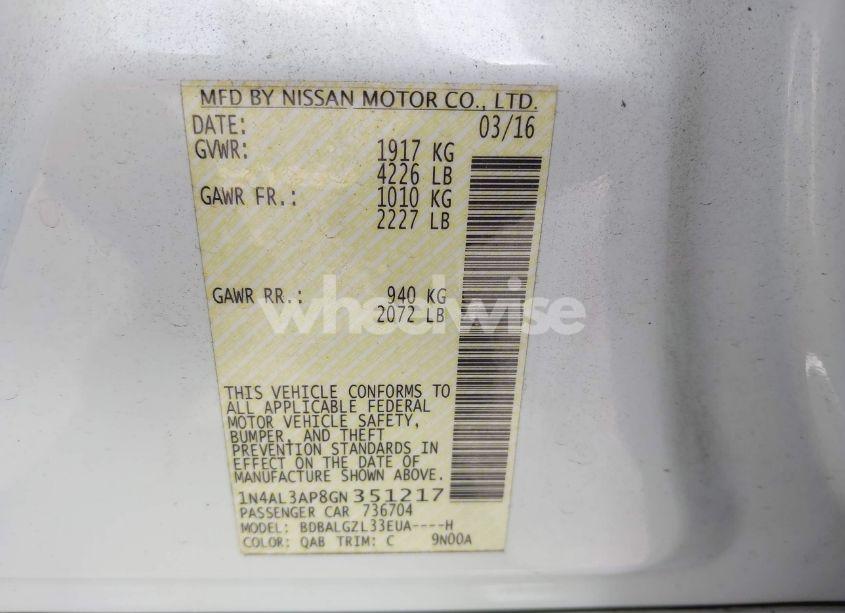 MFD BY NISSAN MOTOR CO., LTD.
DATE: 03/16
GVWR: 1917 KG
4226 LB
GAWR FR.: 1010 KG
2227 LB
GAWR RR.: 940 KG
2072 LB
wheelwise
THIS VEHICLE CONFORMS TO
ALL APPLICABLE FEDERAL
MOTOR VEHICLE SAFETY,
BUMPER, AND THEFT
PREVENTION STANDARDS IN
EFFECT ON THE DATE OF
MANUFACTURE SHOWN ABOVE.
1N4AL3AP8GN351217
PASSENGER CAR 736704
MODEL: BDBALGZL33EUA----H
COLOR: QAB TRIM: C 9N00A